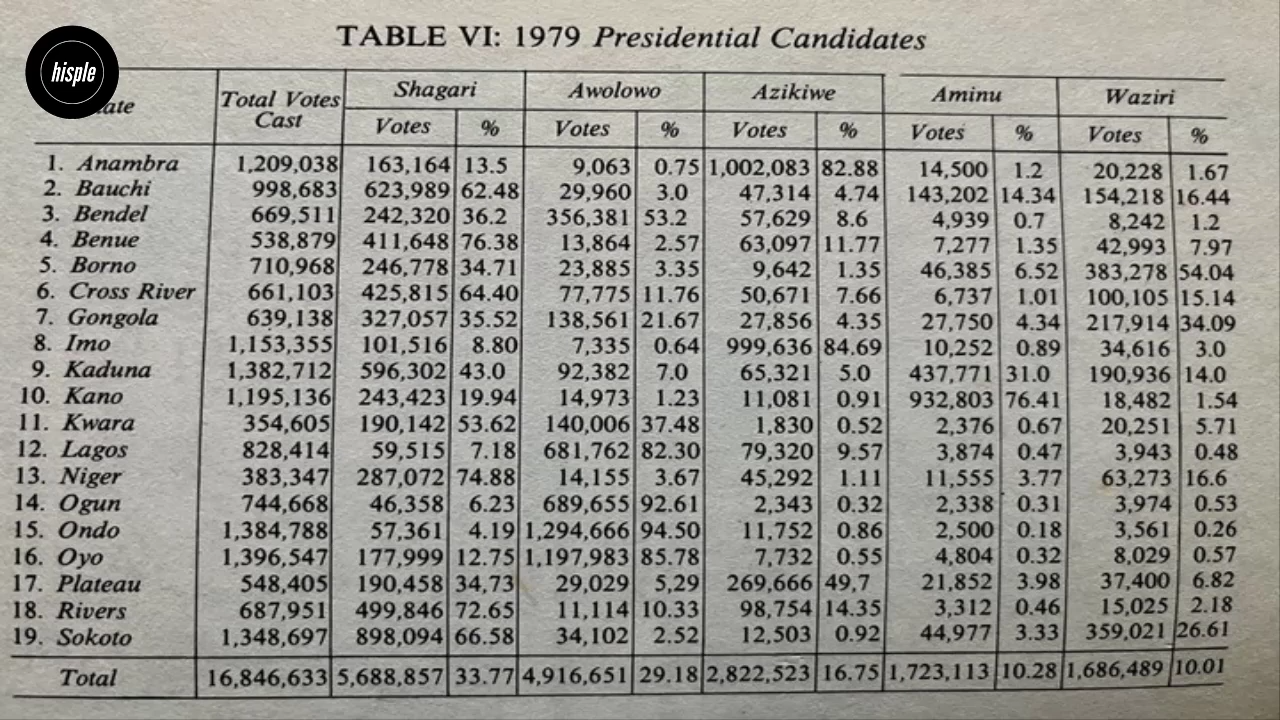 hisple
TABLE VI: 1979 Presidential Candidates
ate Total Votes Cast Shagari Awolowo Azikiwe Aminu Waziri
Votes % Votes % Votes % Votes % Votes %
1. Anambra 1,209,038 163,164 13.5 9,063 0.75 1,002,083 82.88 14,500 1.2 20,228 1.67
2. Bauchi 998,683 623,989 62.48 29,960 3.0 47,314 4.74 143,202 14.34 154,218 16.44
3. Bendel 669,511 242,320 36.2 356,381 53.2 57,629 8.6 4,939 0.7 8,242 1.2
4. Benue 538,879 411,648 76.38 13,864 2.57 63,097 11.77 7,277 1.35 42,993 7.97
5. Borno 710,968 246,778 34.71 23,885 3.35 9,642 1.35 46,385 6.52 383,278 54.04
6. Cross River 661,103 425,815 64.40 77,775 11.76 50,671 7.66 6,737 1.01 100,105 15.14
7. Gongola 639,138 327,057 35.52 138,561 21.67 27,856 4.35 27,750 4.34 217,914 34.09
8. Imo 1,153,355 101,516 8.80 7,335 0.64 999,636 84.69 10,252 0.89 34,616 3.0
9. Kaduna 1,382,712 596,302 43.0 92,382 7.0 65,321 5.0 437,771 31.0 190,936 14.0
10. Kano 1,195,136 243,423 19.94 14,973 1.23 11,081 0.91 932,803 76.41 18,482 1.54
11. Kwara 354,605 190,142 53.62 140,006 37.48 1,830 0.52 2,376 0.67 20,251 5.71
12. Lagos 828,414 59,515 7.18 681,762 82.30 79,320 9.57 3,874 0.47 3,943 0.48
13. Niger 383,347 287,072 74.88 14,155 3.67 45,292 1.11 11,555 3.77 63,273 16.6
14. Ogun 744,668 46,358 6.23 689,655 92.61 2,343 0.32 2,338 0.31 3,974 0.53
15. Ondo 1,384,788 57,361 4.19 1,294,666 94.50 11,752 0.86 2,500 0.18 3,561 0.26
16. Oyo 1,396,547 177,999 12.75 1,197,983 85.78 7,732 0.55 4,804 0.32 8,029 0.57
17. Plateau 548,405 190,458 34,73 29,029 5,29 269,666 49,7 21,852 3.98 37,400 6.82
18. Rivers 687,951 499,846 72.65 11,114 10.33 98,754 14.35 3,312 0.46 15,025 2.18
19. Sokoto 1,348,697 898,094 66.58 34,102 2.52 12,503 0.92 44,977 3.33 359,021 26.61
Total 16,846,633 5,688,857 33.77 4,916,651 29.18 2,822,523 16.75 1,723,113 10.28 1,686,489 10.01